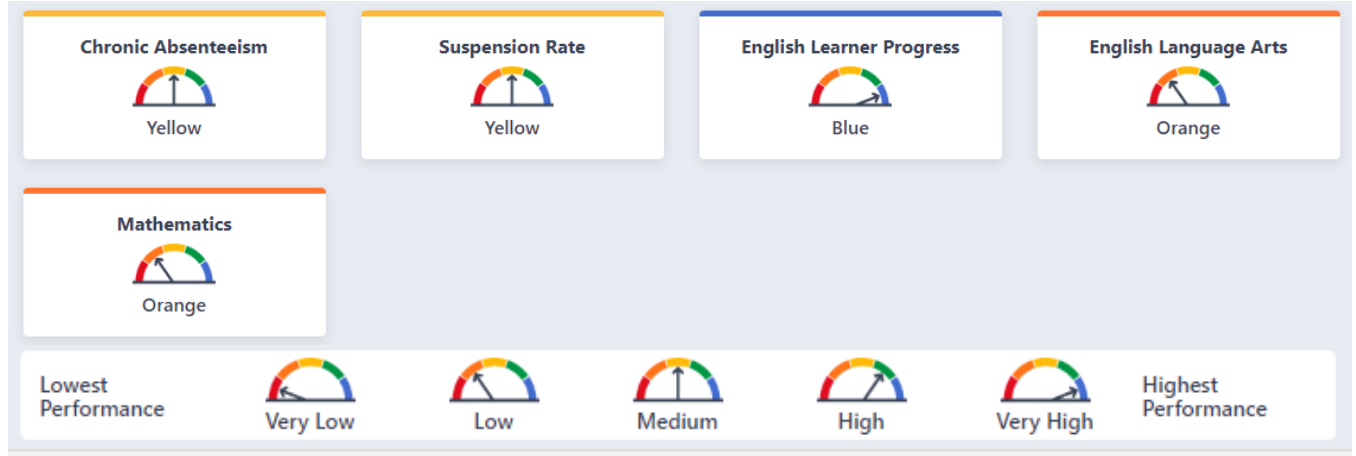 Chronic Absenteeism
Yellow
Suspension Rate
Yellow
English Learner Progress
Blue
English Language Arts
Orange
Mathematics
Orange
Lowest
Performance
Very Low
Low
Medium
High
Very High
Highest
Performance